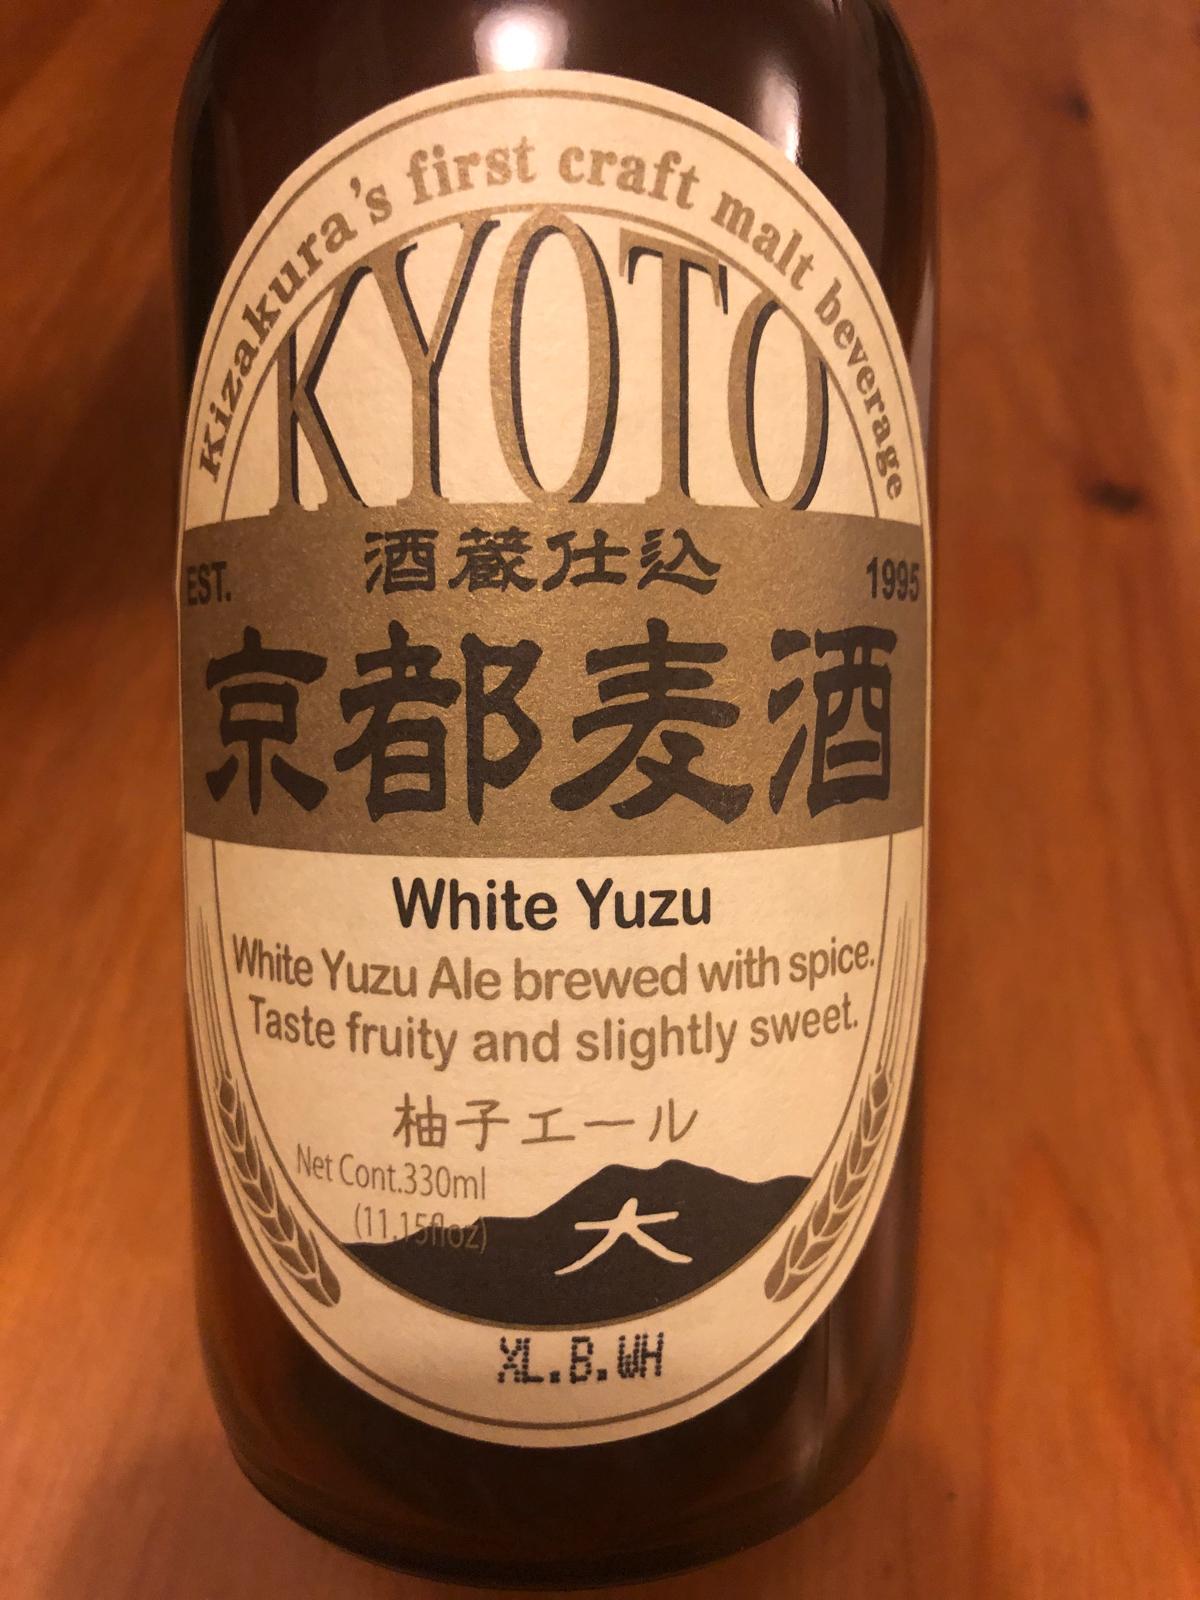 Kizakura's first craft malt beverage
KYOTO
酒蔵仕込
EST. 1995
京都麦酒
White Yuzu
White Yuzu Ale brewed with spice.
Taste fruity and slightly sweet.
柚子エール
Net Cont.330ml
(11.15floz)
大
XL.B.WH